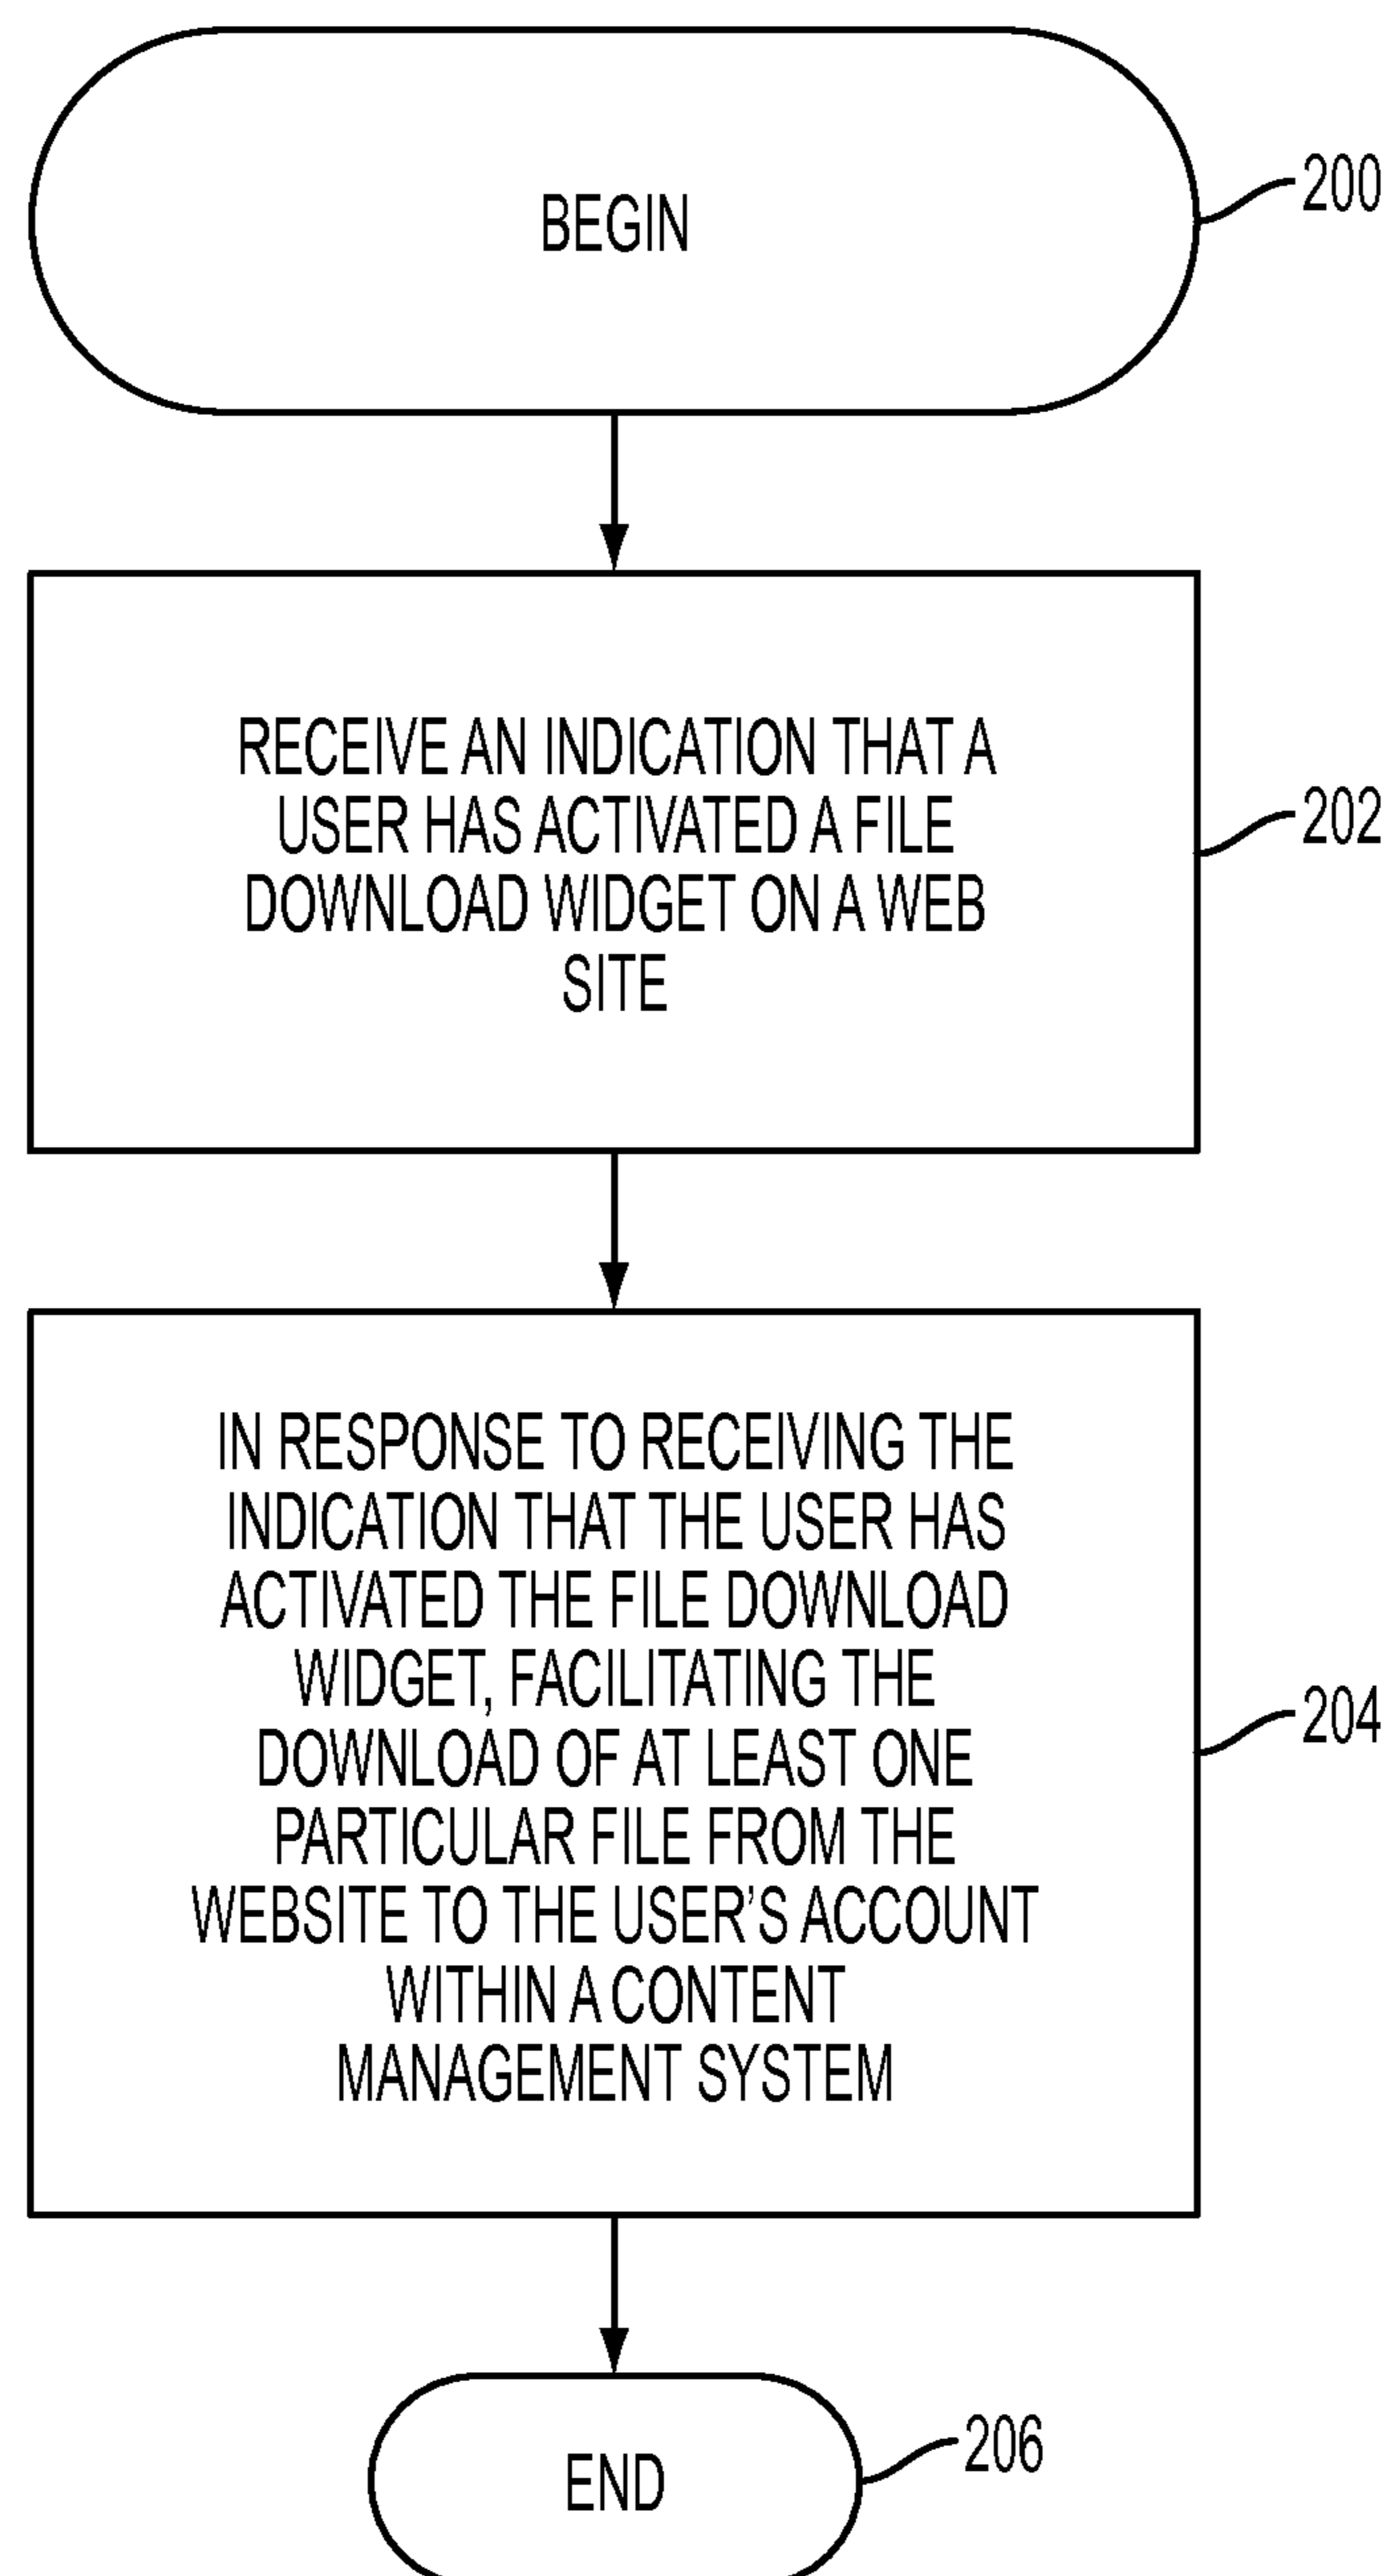 BEGIN
200
RECEIVE AN INDICATION THAT A
USER HAS ACTIVATED A FILE
DOWNLOAD WIDGET ON A WEB
SITE
202
IN RESPONSE TO RECEIVING THE
INDICATION THAT THE USER HAS
ACTIVATED THE FILE DOWNLOAD
WIDGET, FACILITATING THE
DOWNLOAD OF AT LEAST ONE
PARTICULAR FILE FROM THE
WEBSITE TO THE USER'S ACCOUNT
WITHIN A CONTENT
MANAGEMENT SYSTEM
204
END
206